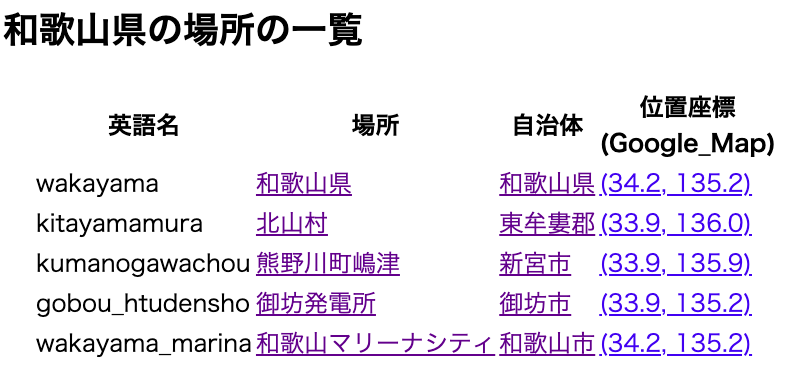 和歌山県の場所の一覧
英語名 場所 自治体 位置座標
(Google_Map)
wakayama 和歌山県 和歌山県 (34.2, 135.2)
kitayamamura 北山村 東牟婁郡 (33.9, 136.0)
kumanogawachou 熊野川町嶋津 新宮市 (33.9, 135.9)
gobou_htudensho 御坊発電所 御坊市 (33.9, 135.2)
wakayama_marina 和歌山マリーナシティ 和歌山市 (34.2, 135.2)